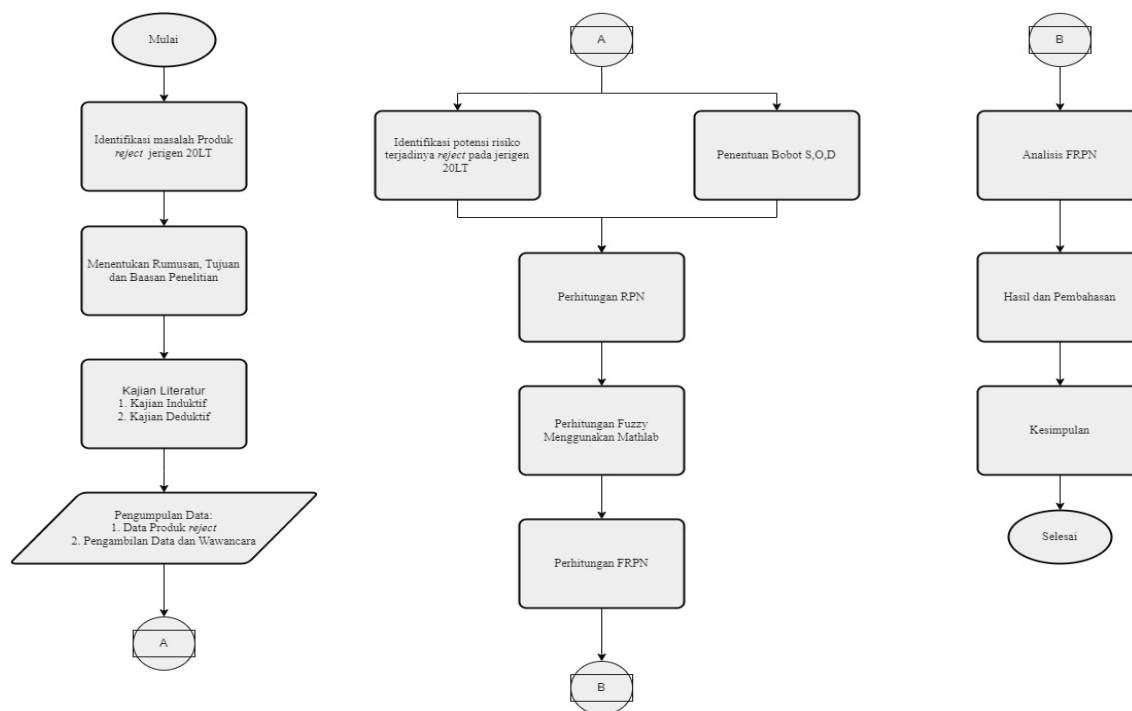 Mulai
Identifikasi masalah Produk
reject jerigen 20LT
Menentukan Rumusan, Tujuan
dan Baasan Penelitian
Kajian Literatur
1. Kajian Induktif
2. Kajian Deduktif
Pengumpulan Data:
1. Data Produk reject
2. Pengambilan Data dan Wawancara
A
A
Identifikasi potensi risiko
terjadinya reject pada jerigen
20LT
Penentuan Bobot S,O,D
Perhitungan RPN
Perhitungan Fuzzy
Menggunakan Mathlab
Perhitungan FRPN
B
B
Analisis FRPN
Hasil dan Pembahasan
Kesimpulan
Selesai